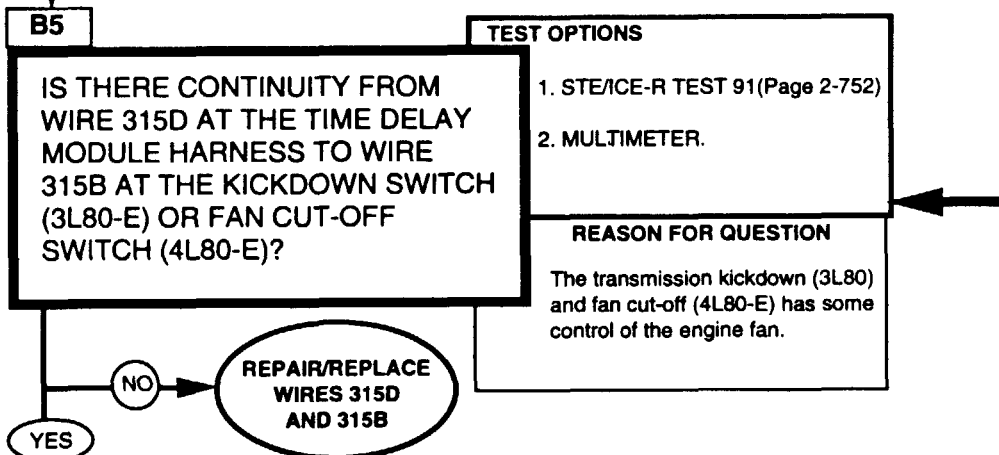 B5
IS THERE CONTINUITY FROM
WIRE 315D AT THE TIME DELAY
MODULE HARNESS TO WIRE
315B AT THE KICKDOWN SWITCH
(3L80-E) OR FAN CUT-OFF
SWITCH (4L80-E)?
TEST OPTIONS
1. STE/ICE-R TEST 91(Page 2-752)
2. MULTIMETER.
REASON FOR QUESTION
The transmission kickdown (3L80)
and fan cut-off (4L80-E) has some
control of the engine fan.
NO
REPAIR/REPLACE
WIRES 315D
AND 315B
YES